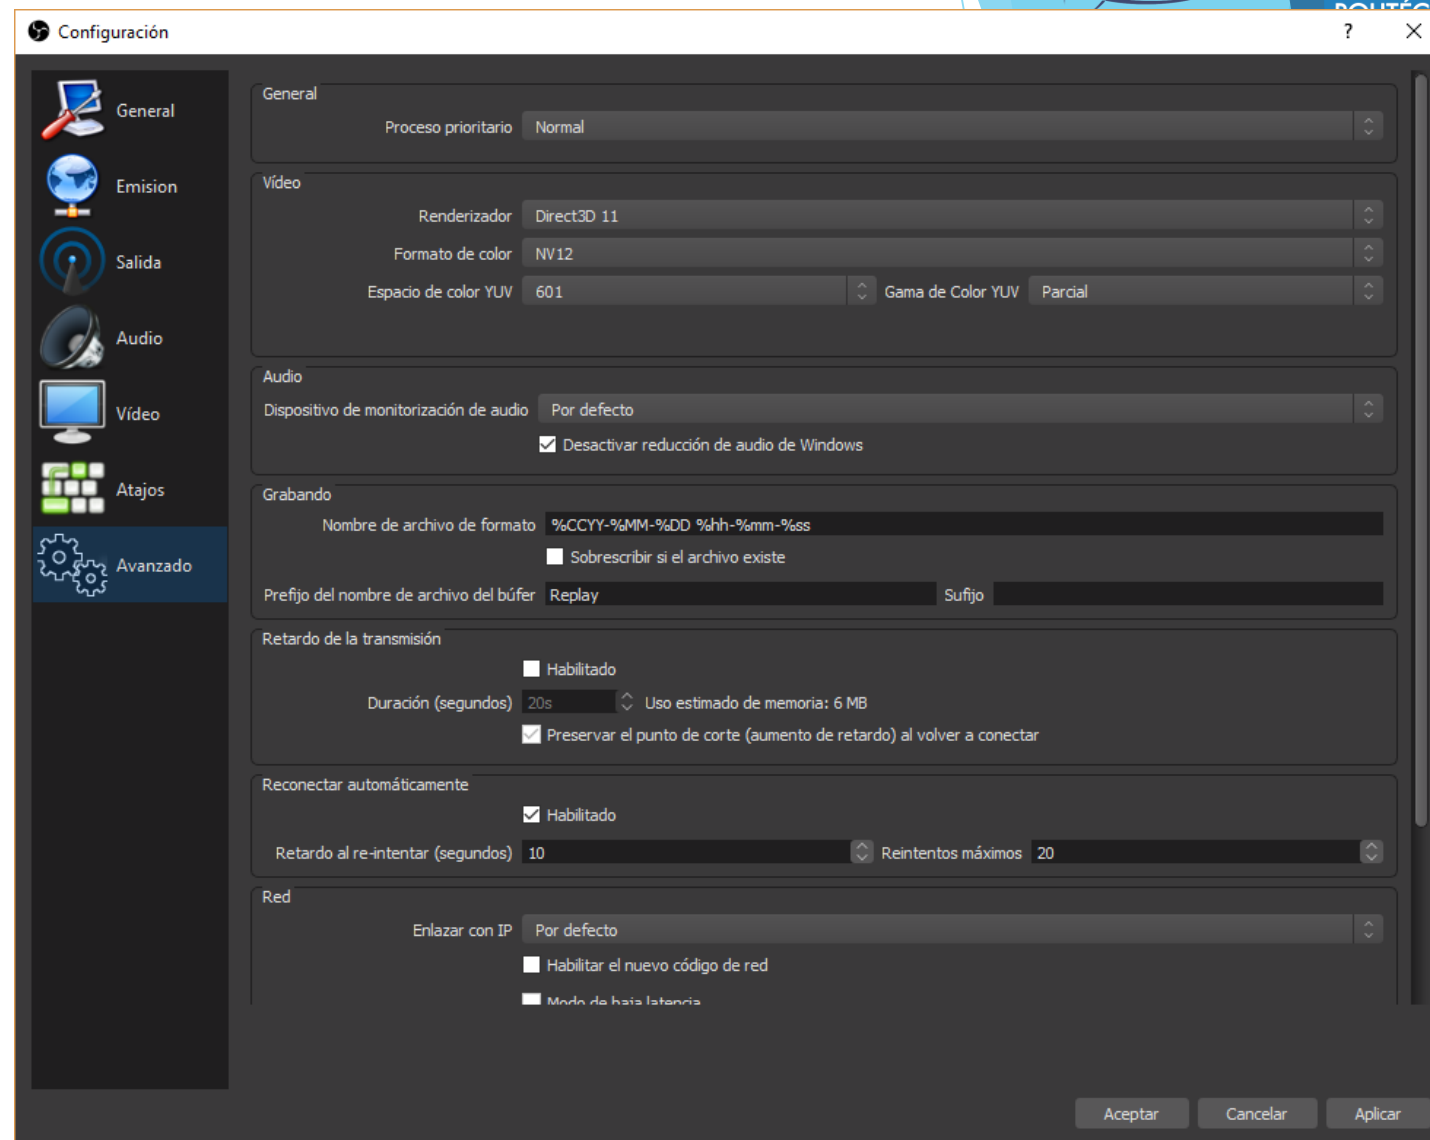 Configuración ?
General
Emision
Salida
Audio
Vídeo
Atajos
Avanzado
General
Proceso prioritario Normal
Vídeo
Renderizador Direct3D 11
Formato de color NV12
Espacio de color YUV 601 Gama de Color YUV Parcial
Audio
Dispositivo de monitorización de audio Por defecto
Desactivar reducción de audio de Windows
Grabando
Nombre de archivo de formato %CCYY-%MM-%DD %hh-%mm-%ss
Sobrescribir si el archivo existe
Prefijo del nombre de archivo del búfer Replay Sufijo
Retardo de la transmisión
Habilitado
Duración (segundos) 20s Uso estimado de memoria: 6 MB
Preservar el punto de corte (aumento de retardo) al volver a conectar
Reconectar automáticamente
Habilitado
Retardo al re-intentar (segundos) 10 Reintentos máximos 20
Red
Enlazar con IP Por defecto
Habilitar el nuevo código de red
Modo de baja latencia
Aceptar Cancelar Aplicar